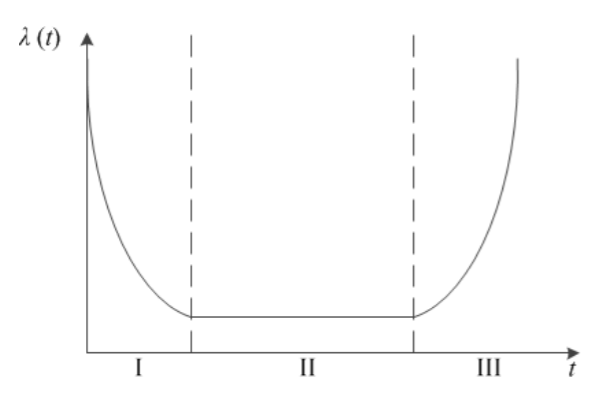 λ (t)
I II III t